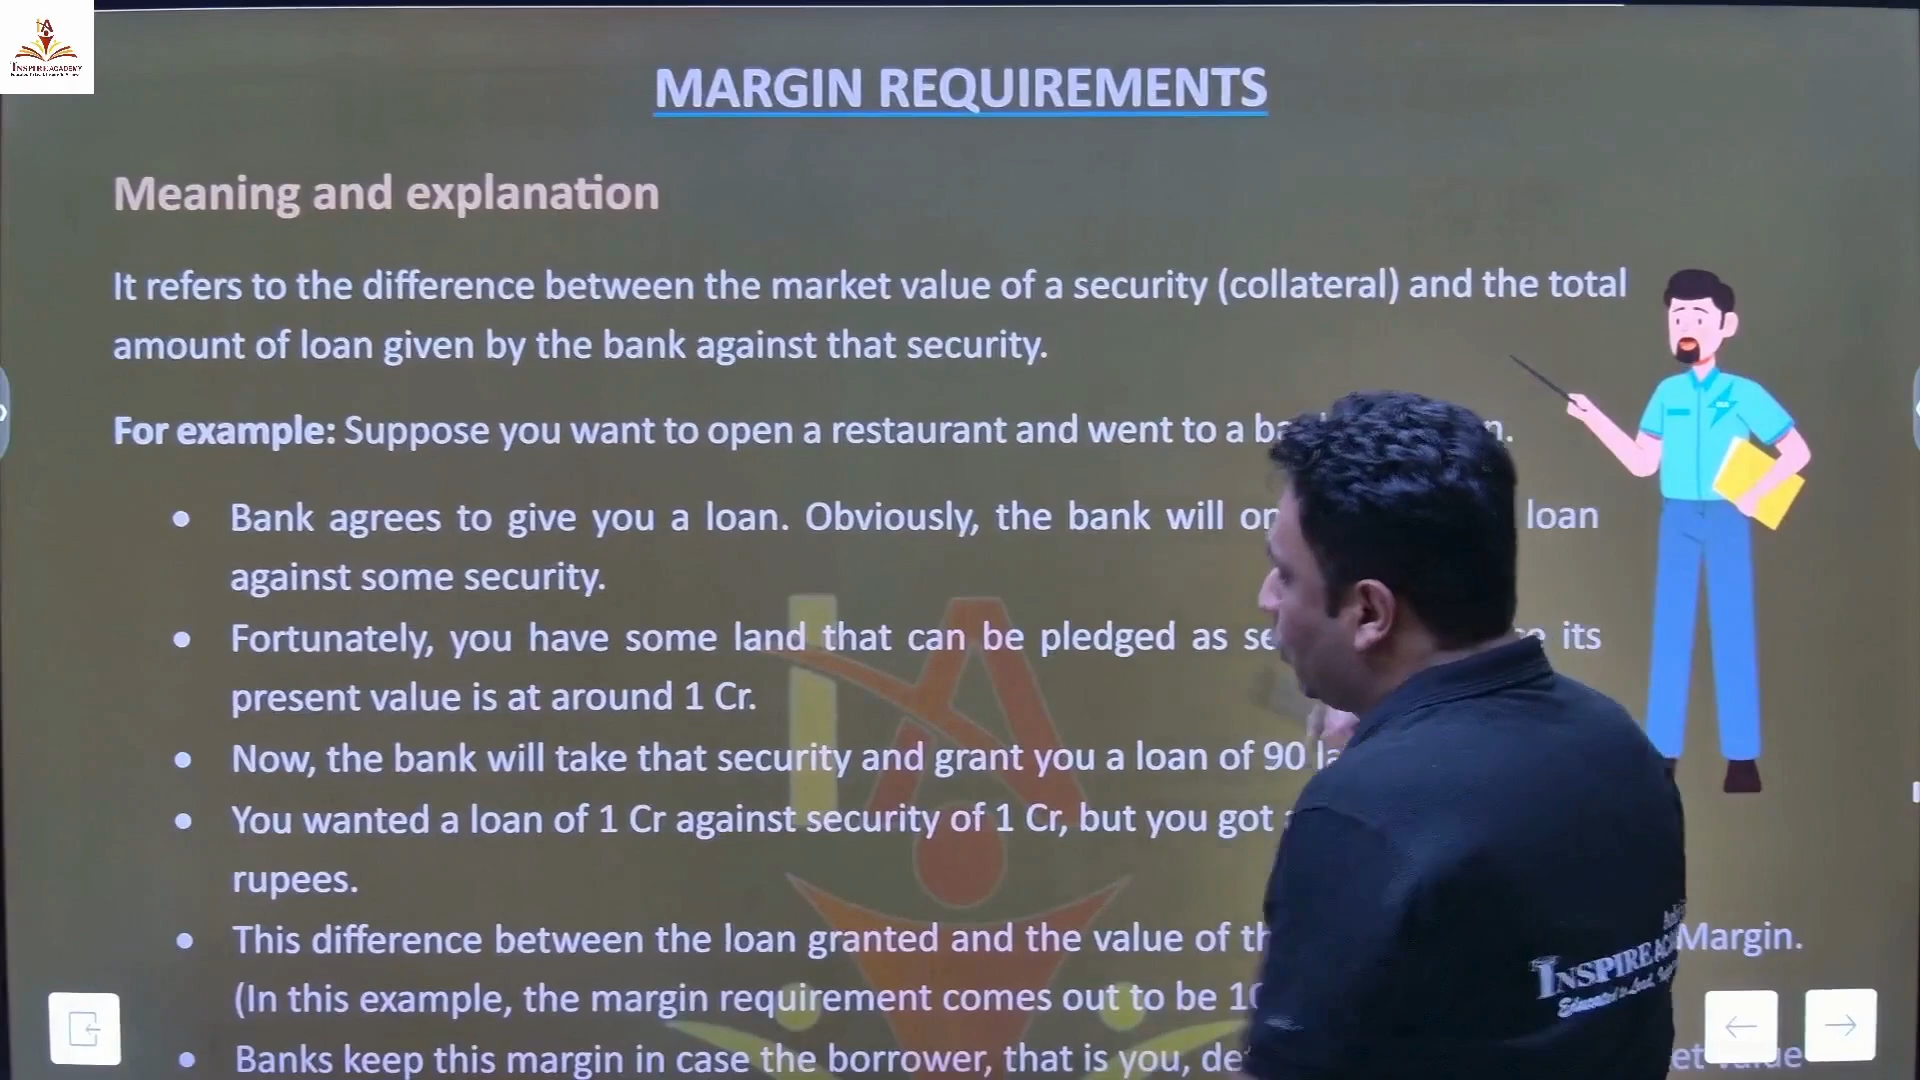 INSPIRE ACADEMY
MARGIN REQUIREMENTS
Meaning and explanation
It refers to the difference between the market value of a security (collateral) and the total
amount of loan given by the bank against that security.
For example: Suppose you want to open a restaurant and went to a
• Bank agrees to give you a loan. Obviously, the bank will loan
against some security.
• Fortunately, you have some land that can be pledged as its
present value is at around 1 Cr.
• Now, the bank will take that security and grant you a loan of 90
• You wanted a loan of 1 Cr against security of 1 Cr, but you got
rupees.
• This difference between the loan granted and the value of Margin.
(In this example, the margin requirement comes out to be
• Banks keep this margin in case the borrower, that is you, value
INSPIRE